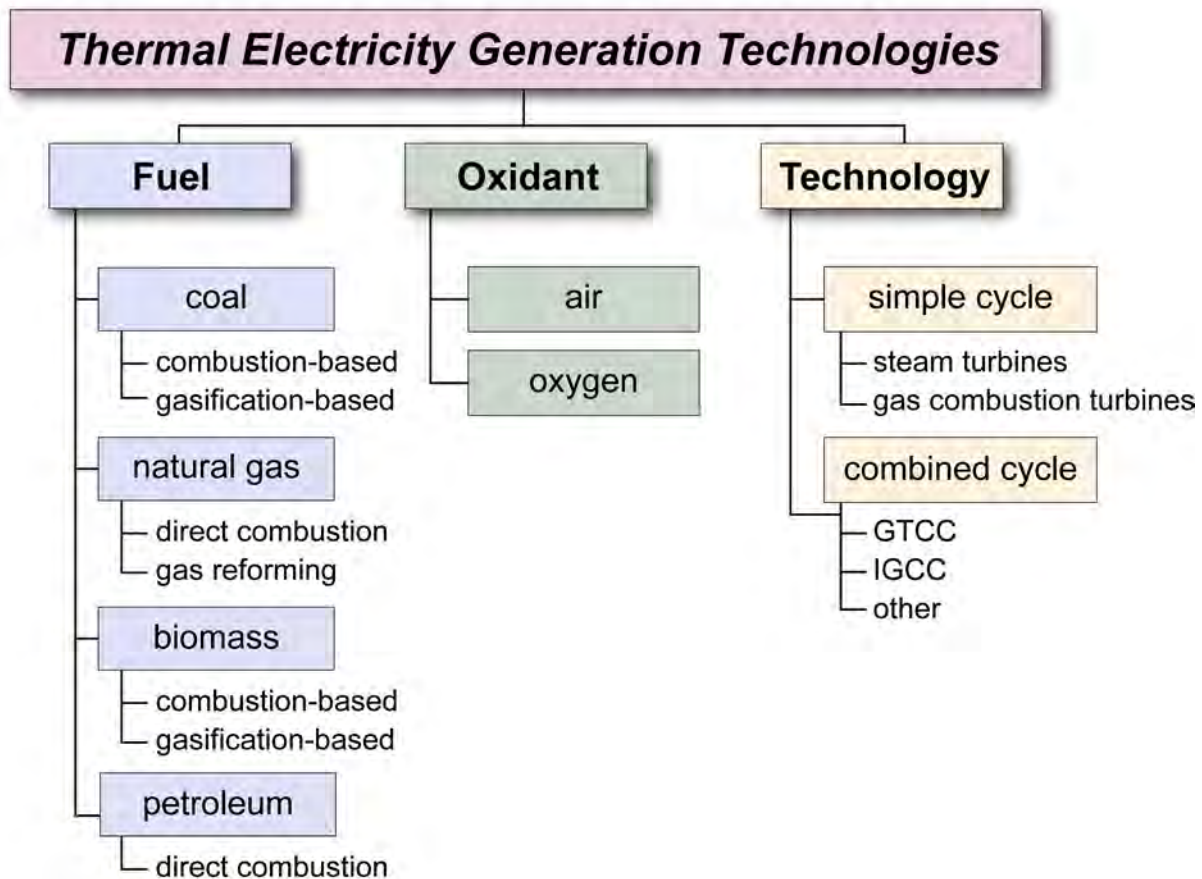 Thermal Electricity Generation Technologies
Fuel
coal
combustion-based
gasification-based
natural gas
direct combustion
gas reforming
biomass
combustion-based
gasification-based
petroleum
direct combustion
Oxidant
air
oxygen
Technology
simple cycle
steam turbines
gas combustion turbines
combined cycle
GTCC
IGCC
other